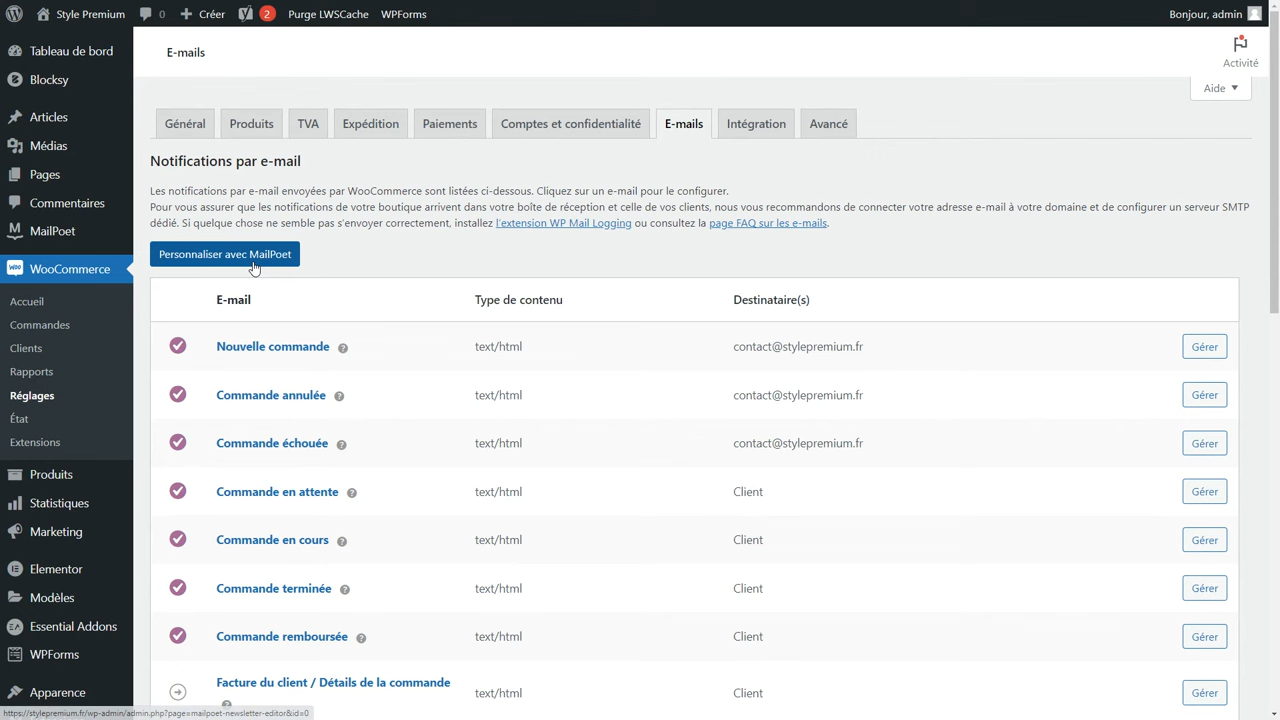 Style Premium
0
Créer
2
Purge LWSCache
WPForms
Bonjour, admin
Tableau de bord
Blocksy
Articles
Médias
Pages
Commentaires
MailPoet
WooCommerce
Accueil
Commandes
Clients
Rapports
Réglages
État
Extensions
Produits
Statistiques
Marketing
Elementor
Modèles
Essential Addons
WPForms
Apparence
E-mails
Activité
Aide
Général
Produits
TVA
Expédition
Paiements
Comptes et confidentialité
E-mails
Intégration
Avancé
Notifications par e-mail
Les notifications par e-mail envoyées par WooCommerce sont listées ci-dessous. Cliquez sur un e-mail pour le configurer.
Pour vous assurer que les notifications de votre boutique arrivent dans votre boîte de réception et celle de vos clients, nous vous recommandons de connecter votre adresse e-mail à votre domaine et de configurer un serveur SMTP
dédié. Si quelque chose ne semble pas s'envoyer correctement, installez l'extension WP Mail Logging ou consultez la page FAQ sur les e-mails.
Personnaliser avec MailPoet
E-mail Type de contenu Destinataire(s)
Nouvelle commande ? text/html contact@stylepremium.fr Gérer
Commande annulée ? text/html contact@stylepremium.fr Gérer
Commande échouée ? text/html contact@stylepremium.fr Gérer
Commande en attente ? text/html Client Gérer
Commande en cours ? text/html Client Gérer
Commande terminée ? text/html Client Gérer
Commande remboursée ? text/html Client Gérer
Facture du client / Détails de la commande ? text/html Client Gérer
https://stylepremium.fr/wp-admin/admin.php?page=mailpoet-newsletter-editor&id=0